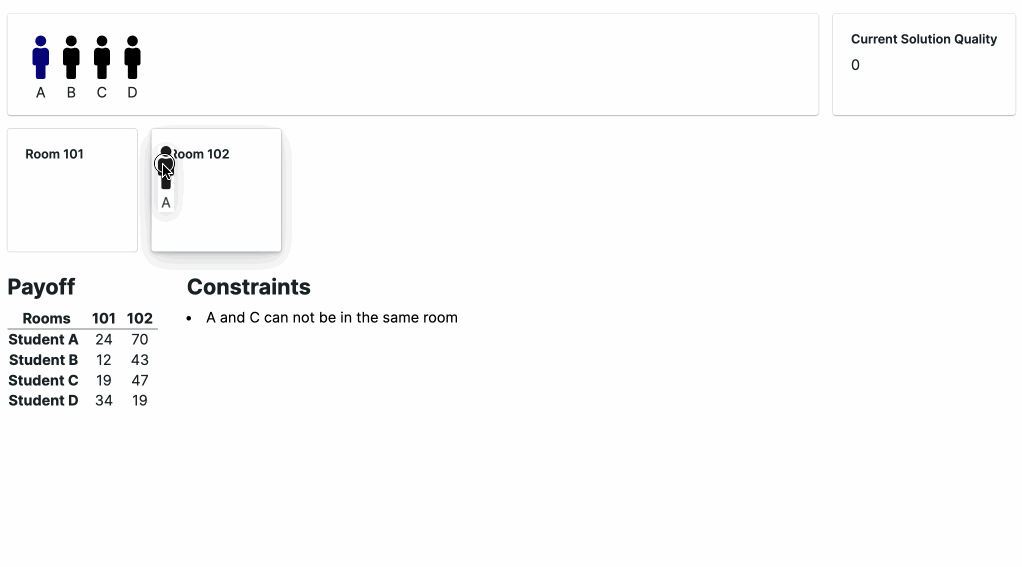 Current Solution Quality
0
A B C D
Room 101
Room 102
A
Payoff
Constraints
Rooms 101 102
• A and C can not be in the same room
Student A 24 70
Student B 12 43
Student C 19 47
Student D 34 19